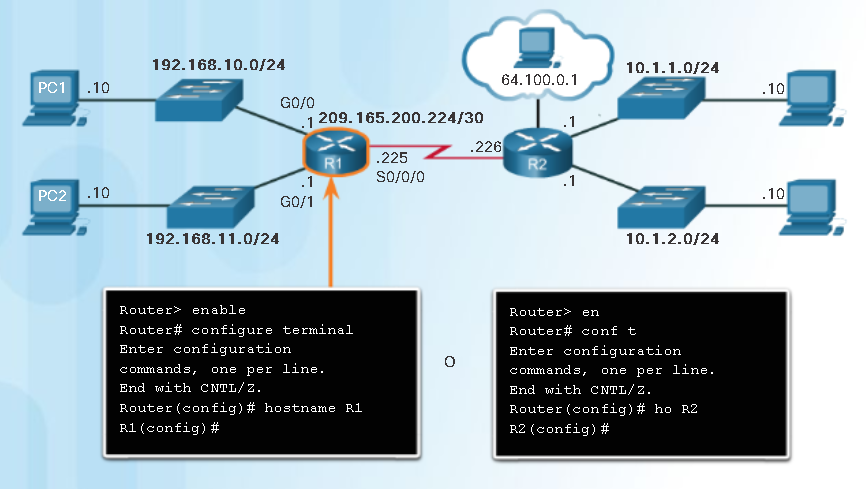 192.168.10.0/24
PC1
.10
G0/0
.1
209.165.200.224/30
R1
.225
S0/0/0
.226
R2
64.100.0.1
10.1.1.0/24
.10
.1
PC2
.10
.1
G0/1
192.168.11.0/24
.1
.10
10.1.2.0/24
Router> enable
Router# configure terminal
Enter configuration
commands, one per line.
End with CNTL/Z.
Router(config)# hostname R1
R1(config)#
O
Router> en
Router# conf t
Enter configuration
commands, one per line.
End with CNTL/Z.
Router(config)# ho R2
R2(config)#